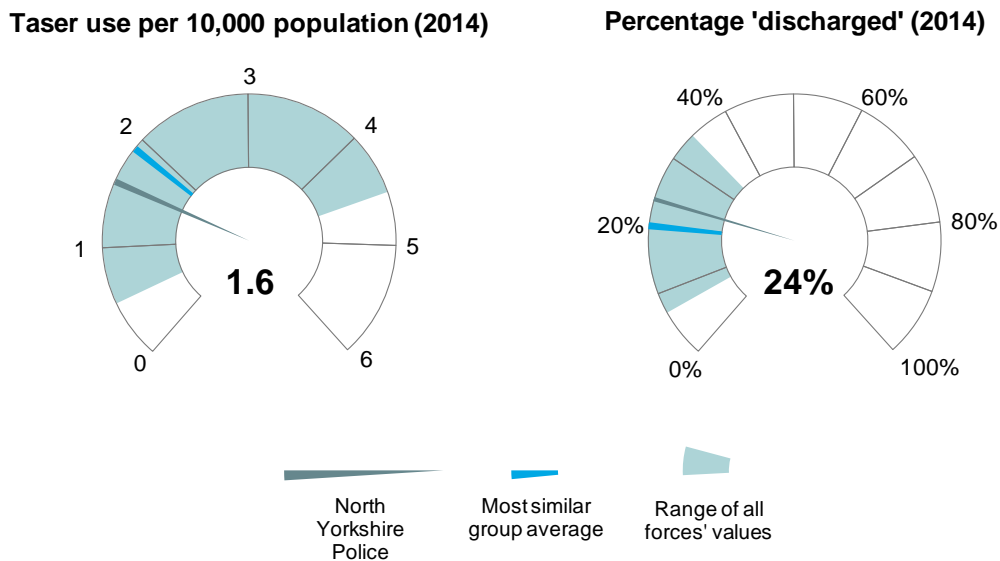 Taser use per 10,000 population (2014)
0
1
2
3
4
5
6
1.6
Percentage 'discharged' (2014)
0%
20%
40%
60%
80%
100%
24%
North
Yorkshire
Police
Most similar
group average
Range of all
forces' values